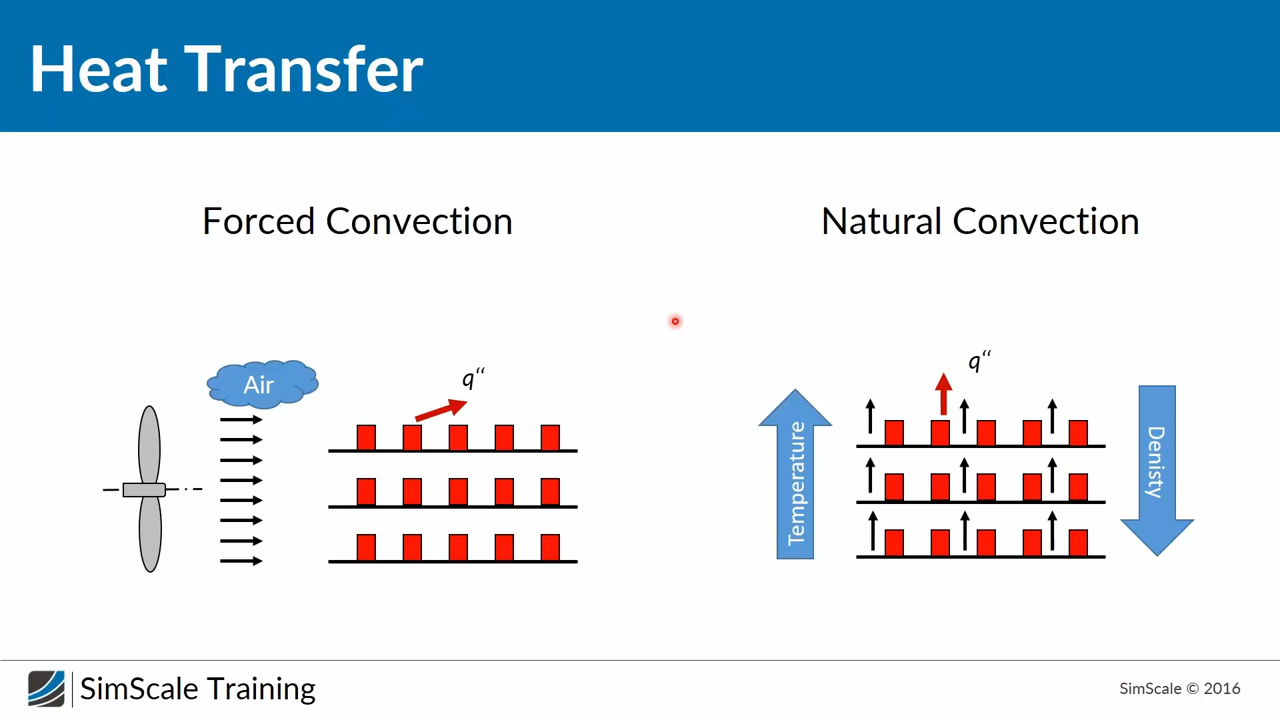 Heat Transfer
Forced Convection
Natural Convection
Air
q“
q“
Temperature
Denisty
SimScale Training
SimScale © 2016